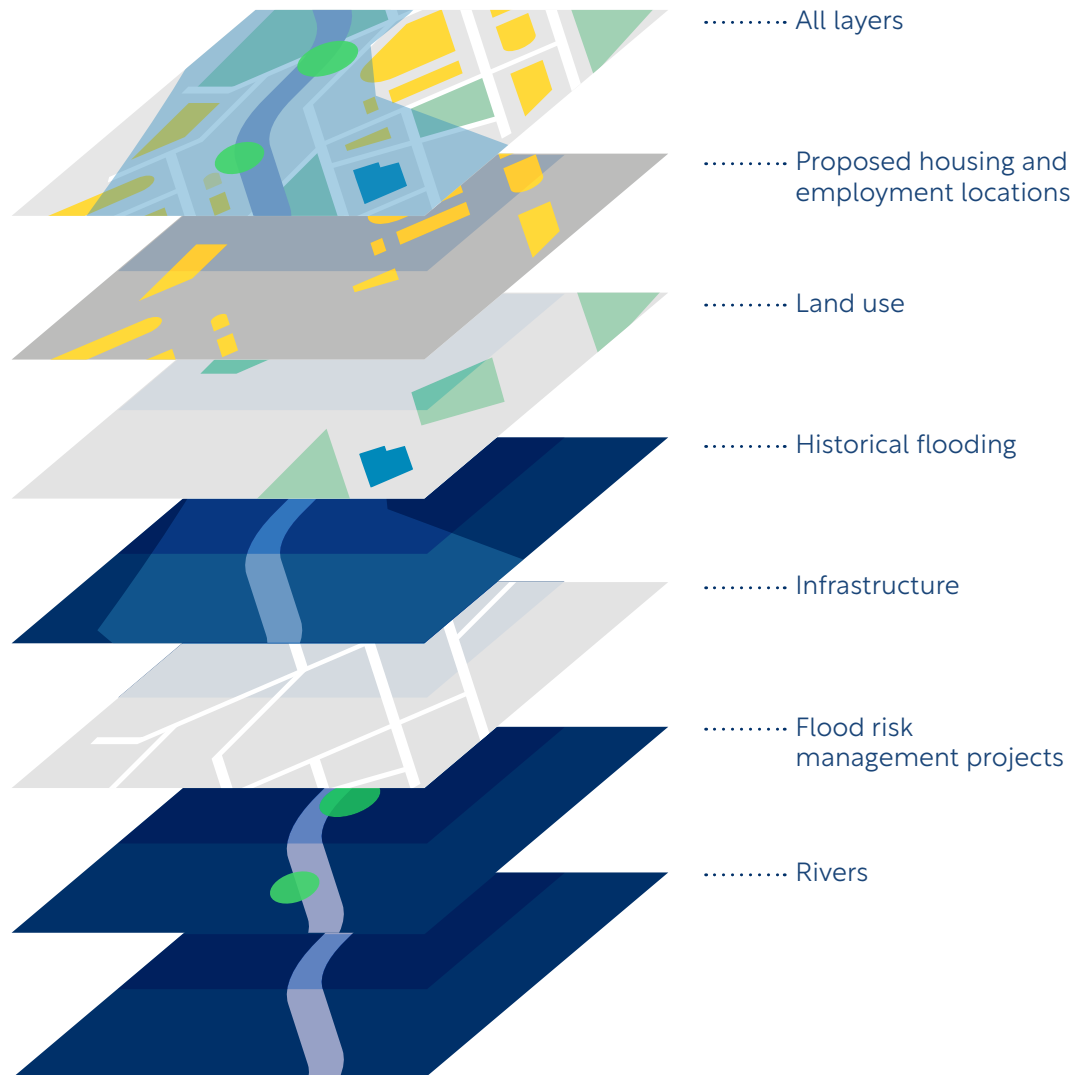 All layers
Proposed housing and
employment locations
Land use
Historical flooding
Infrastructure
Flood risk
management projects
Rivers